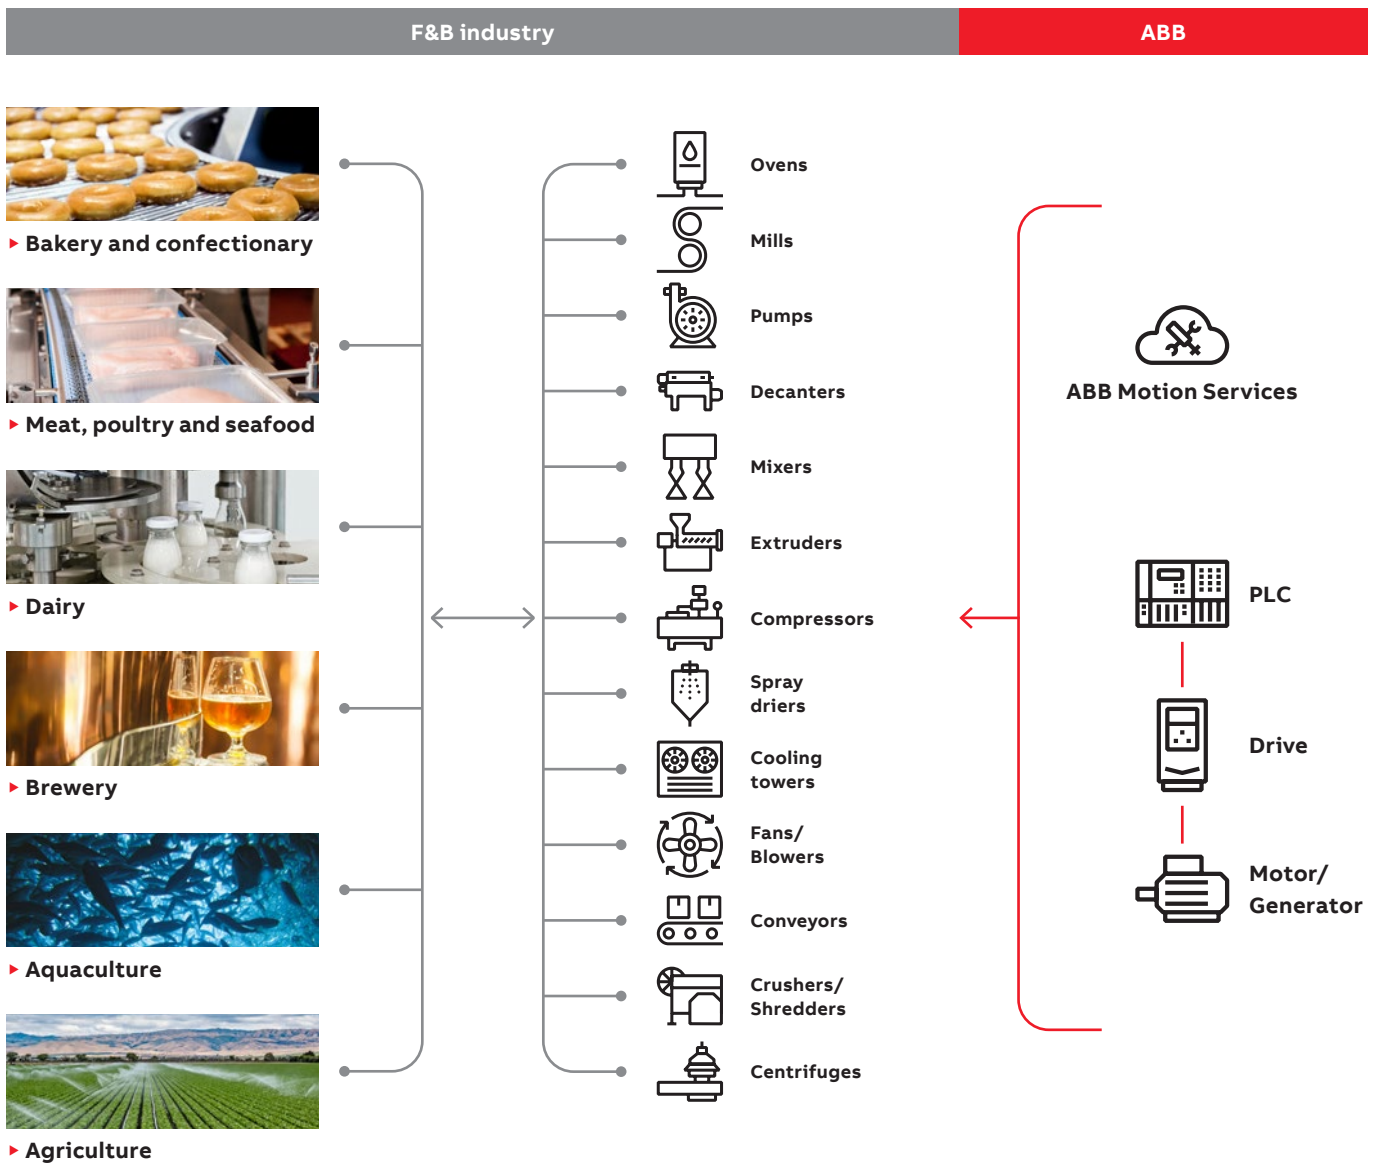 F&B industry
ABB
Bakery and confectionary
Meat, poultry and seafood
Dairy
Brewery
Aquaculture
Agriculture
Ovens
Mills
Pumps
Decanters
Mixers
Extruders
Compressors
Spray
driers
Cooling
towers
Fans/
Blowers
Conveyors
Crushers/
Shredders
Centrifuges
ABB Motion Services
PLC
Drive
Motor/
Generator